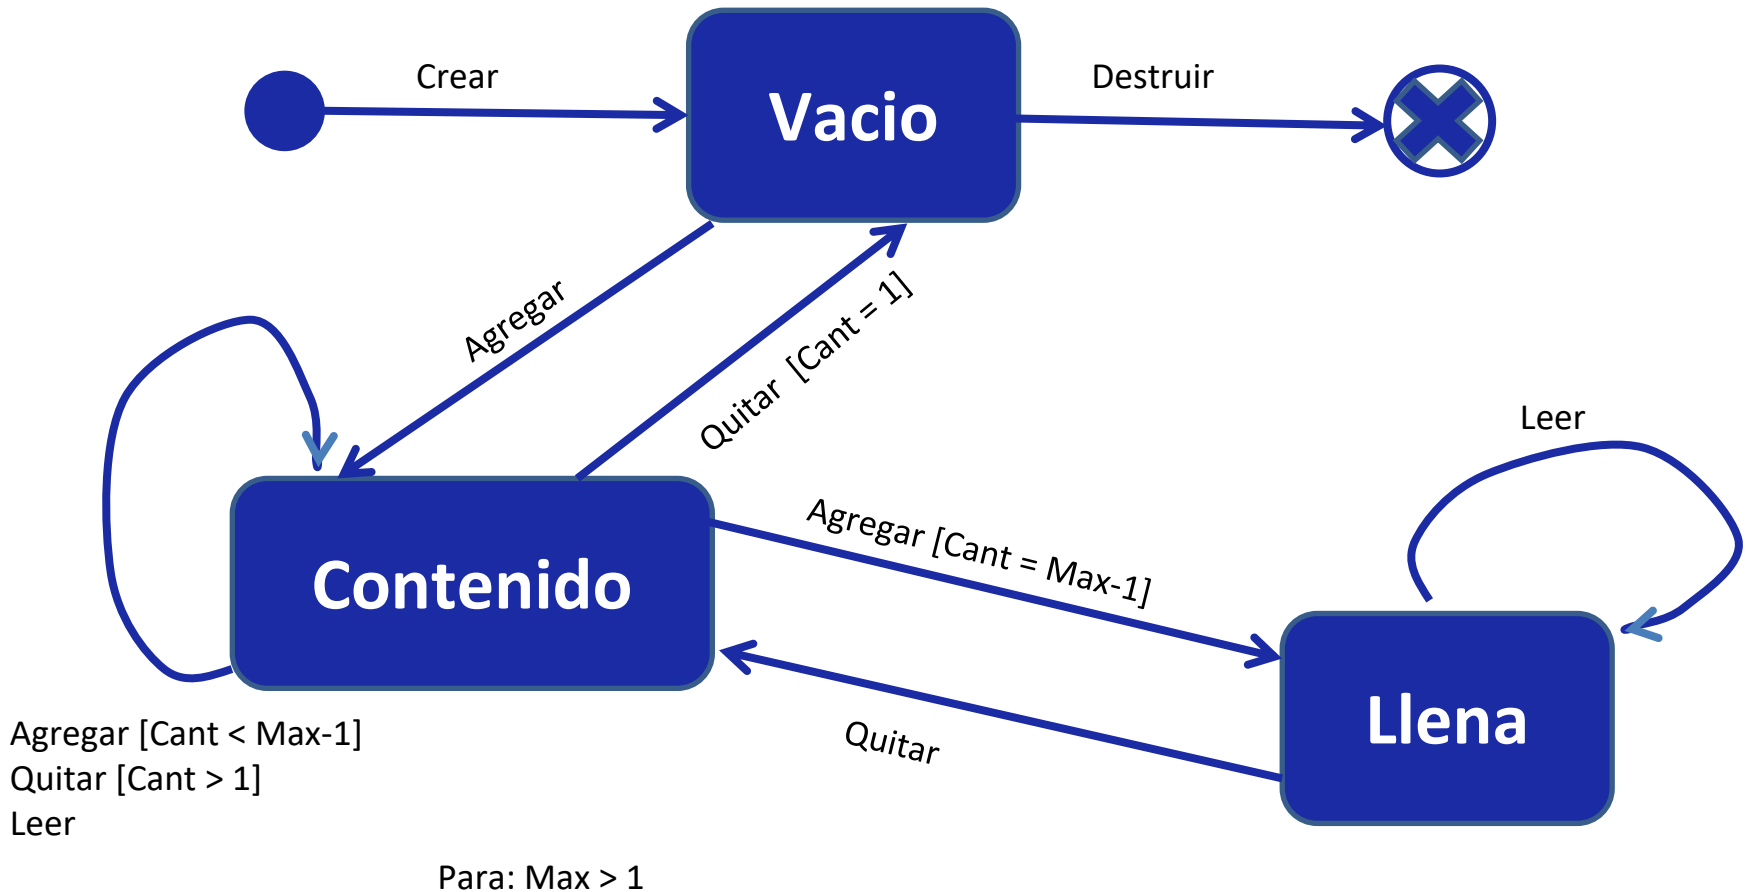 Crear
Vacio
Destruir
Agregar
Quitar [Cant = 1]
Leer
Contenido
Agregar [Cant = Max-1]
Llena
Quitar
Agregar [Cant < Max-1]
Quitar [Cant > 1]
Leer
Para: Max > 1